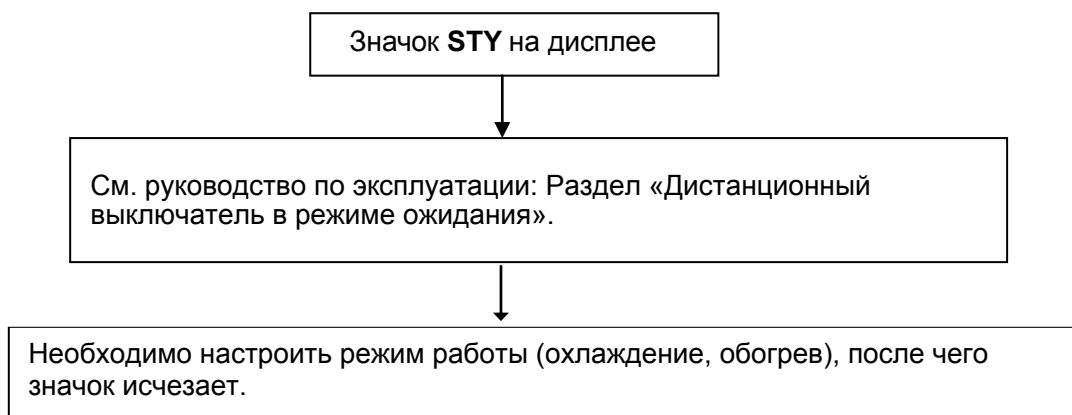 Значок STY на дисплее
См. руководство по эксплуатации: Раздел «Дистанционный
выключатель в режиме ожидания».
Необходимо настроить режим работы (охлаждение, обогрев), после чего
значок исчезает.